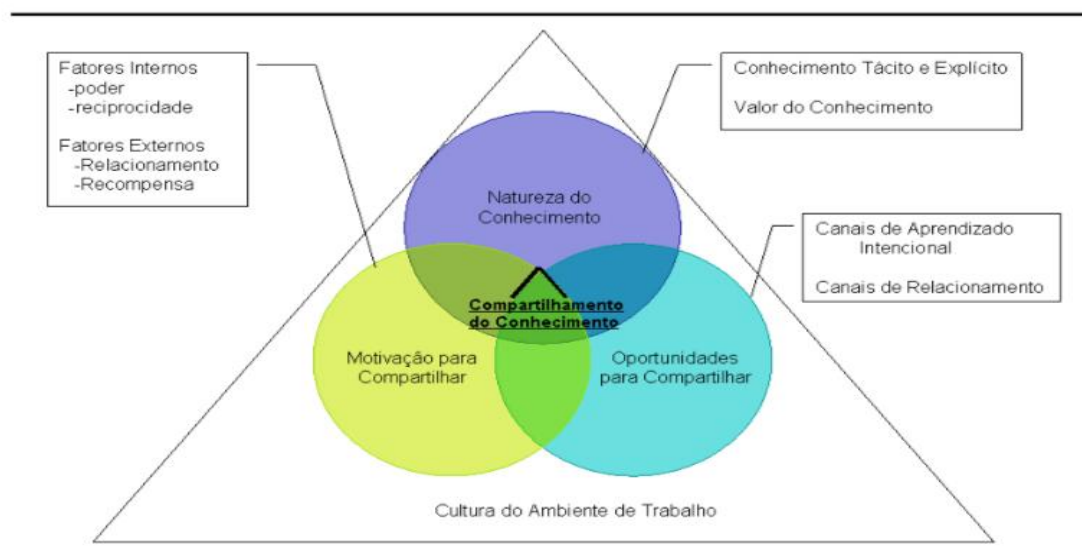 Fatores Internos
-poder
-reciprocidade
Fatores Externos
-Relacionamento
-Recompensa
Conhecimento Tácito e Explícito
Valor do Conhecimento
Natureza do
Conhecimento
Canais de Aprendizado
Intencional
Canais de Relacionamento
Compartilhamento
do Conhecimento
Motivação para
Compartilhar
Oportunidades
para Compartilhar
Cultura do Ambiente de Trabalho